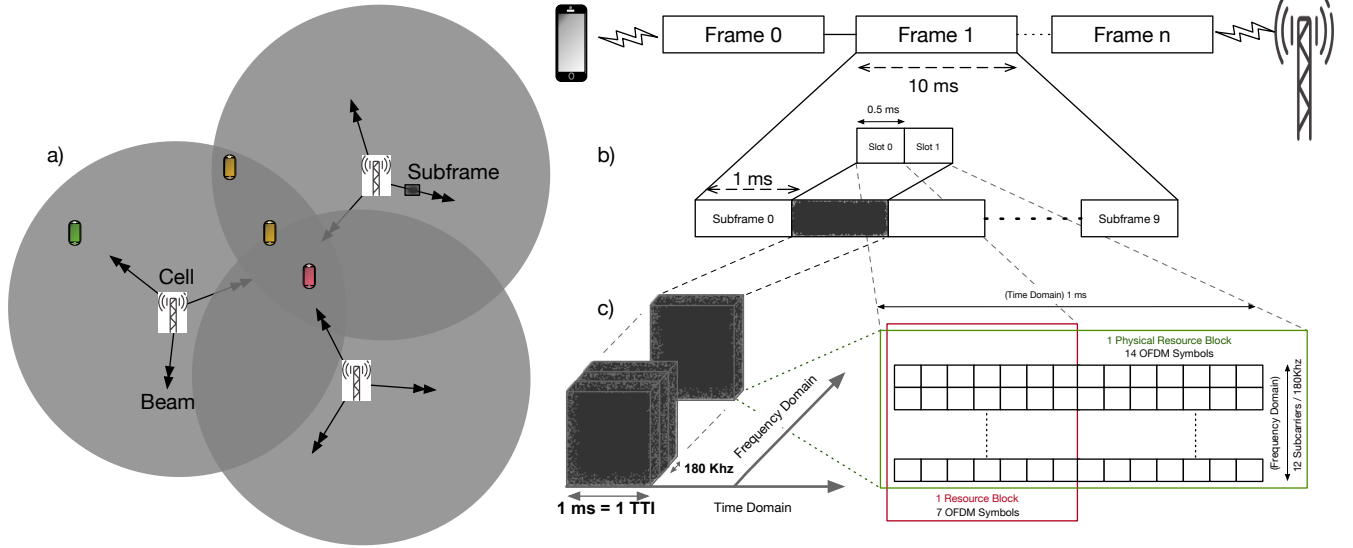 a)
Subframe
Cell
Beam
Frame 0
Frame 1
Frame n
10 ms
0.5 ms
b)
Slot 0
Slot 1
1 ms
Subframe 0
Subframe 9
c)
(Time Domain) 1 ms
1 Physical Resource Block
14 OFDM Symbols
Frequency Domain
(Frequency Domain)
12 Subcarriers / 180Khz
180 Khz
1 ms = 1 TTI
Time Domain
1 Resource Block
7 OFDM Symbols